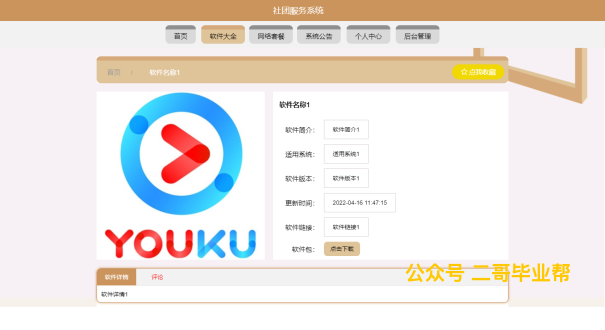 社团服务系统
首页 软件大全 网络套餐 系统公告 个人中心 后台管理
首页 › 软件名称1 ☆点我收藏
YOUKU
软件名称1
软件简介： 软件简介1
适用系统： 适用系统1
软件版本： 软件版本1
更新时间： 2022-04-16 11:47:15
软件链接： 软件链接1
软件包： 点击下载
公众号 二哥毕业帮
软件详情 评论
软件详情1